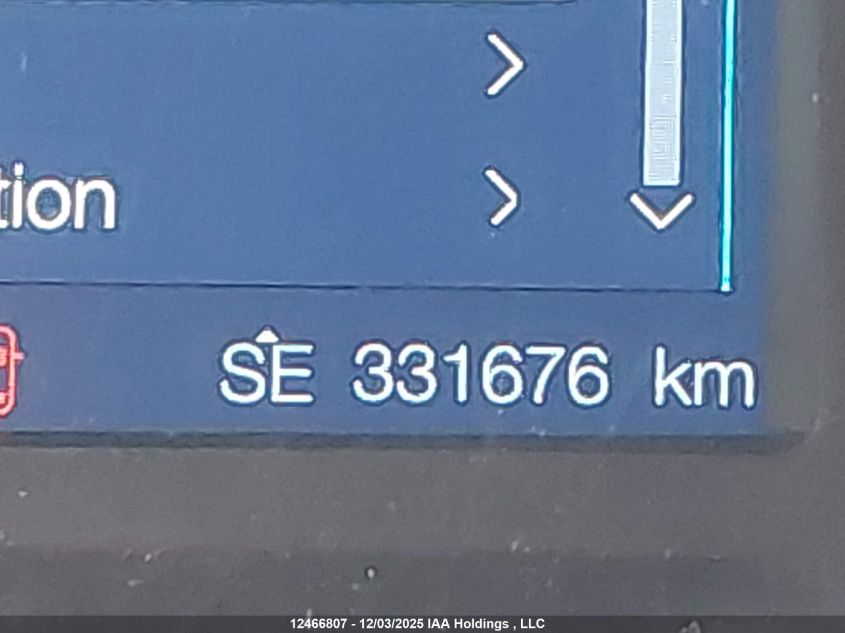 tion
SE 331676 km
12466807 - 12/03/2025 IAA Holdings , LLC